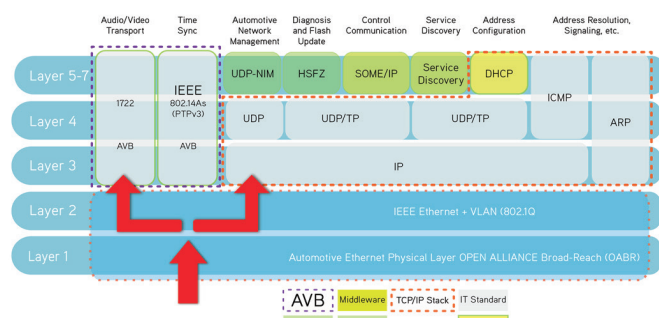 Audio/Video Transport
Time Sync
Automotive Network Management
Diagnosis and Flash Update
Control Communication
Service Discovery
Address Configuration
Address Resolution, Signaling, etc.
Layer 5-7
1722
AVB
IEEE
802.14As
(PTPv3)
AVB
UDP-NIM
HSFZ
SOME/IP
Service Discovery
DHCP
ICMP
ARP
Layer 4
UDP
UDP/TP
UDP/TP
Layer 3
IP
Layer 2
IEEE Ethernet + VLAN (802.1Q
Layer 1
Automotive Ethernet Physical Layer OPEN ALLIANCE Broad-Reach (OABR)
AVB
Middleware
TCP/IP Stack
IT Standard